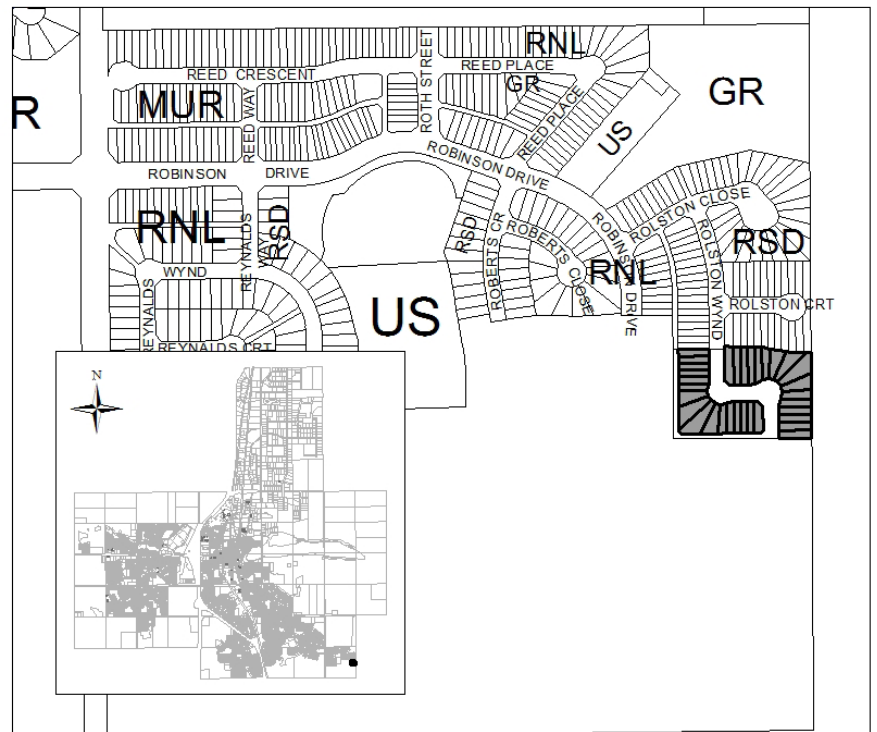 RNL
REED PLACE
REED CRESCENT
ROTH STREET
GR
GR
MUR
R
REED WAY
REED PLACE
US
ROBINSON DRIVE
ROBINSON DRIVE
ROLSTON CLOSE
RNL
REYNALDS WAY
RSD
RSD
ROBERTS CR
ROBERTS CLOSE
RNL
ROBINSON DRIVE
ROLSTON WYND
RSD
REYNALDS WYND
US
ROLSTON CRT
REYNALDS CRT
N